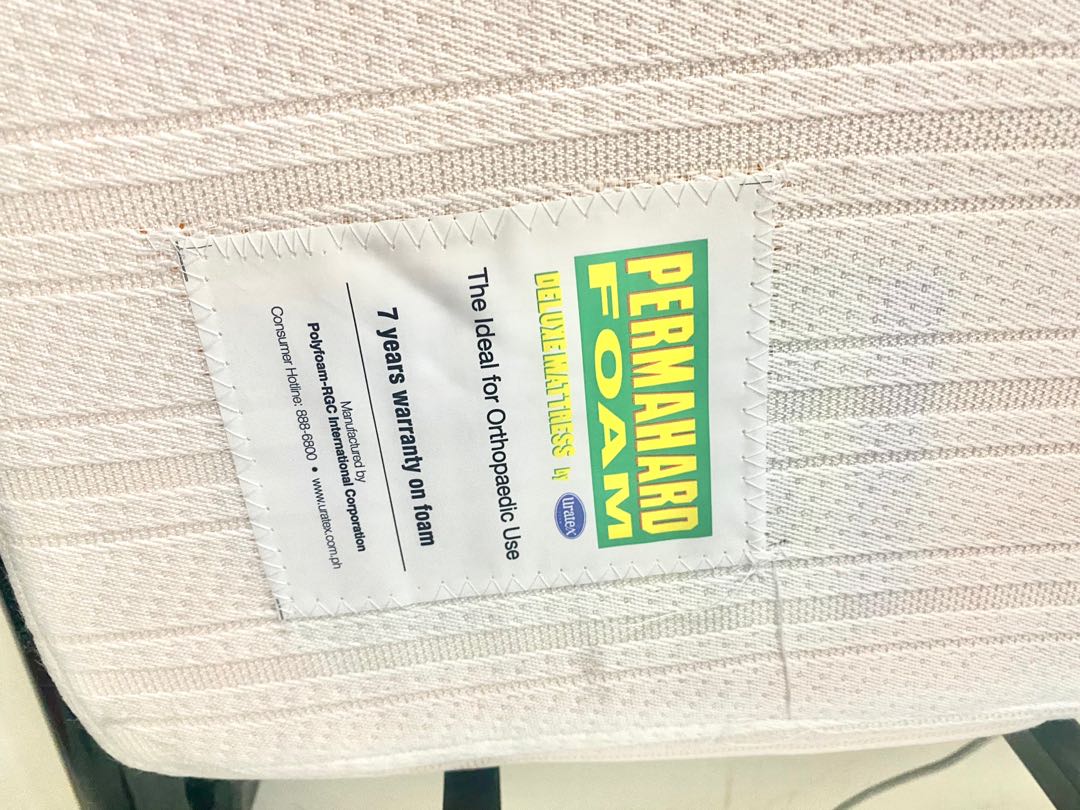 PERMAHARD
FOAM
DELUXE MATTRESS by uratex
The Ideal for Orthopaedic Use
7 years warranty on foam
Manufactured by
Polyfoam-RGC International Corporation
Consumer Hotline: 888-6800 • www.uratex.com.ph